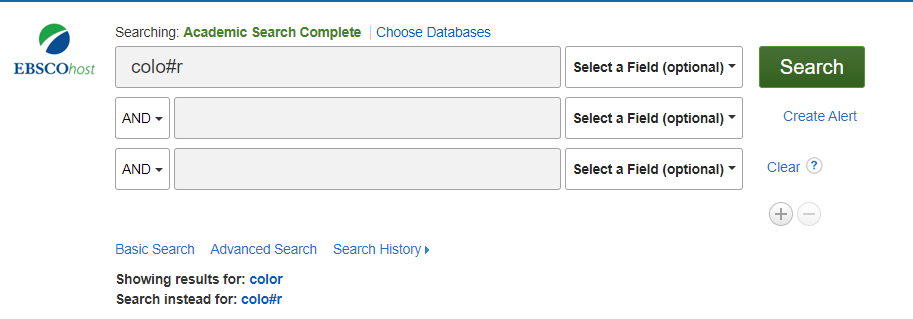 Searching: Academic Search Complete Choose Databases
EBSCOhost
colo#r Select a Field (optional) Search
AND Select a Field (optional) Create Alert
AND Select a Field (optional) Clear ?
+ −
Basic Search Advanced Search Search History
Showing results for: color
Search instead for: colo#r